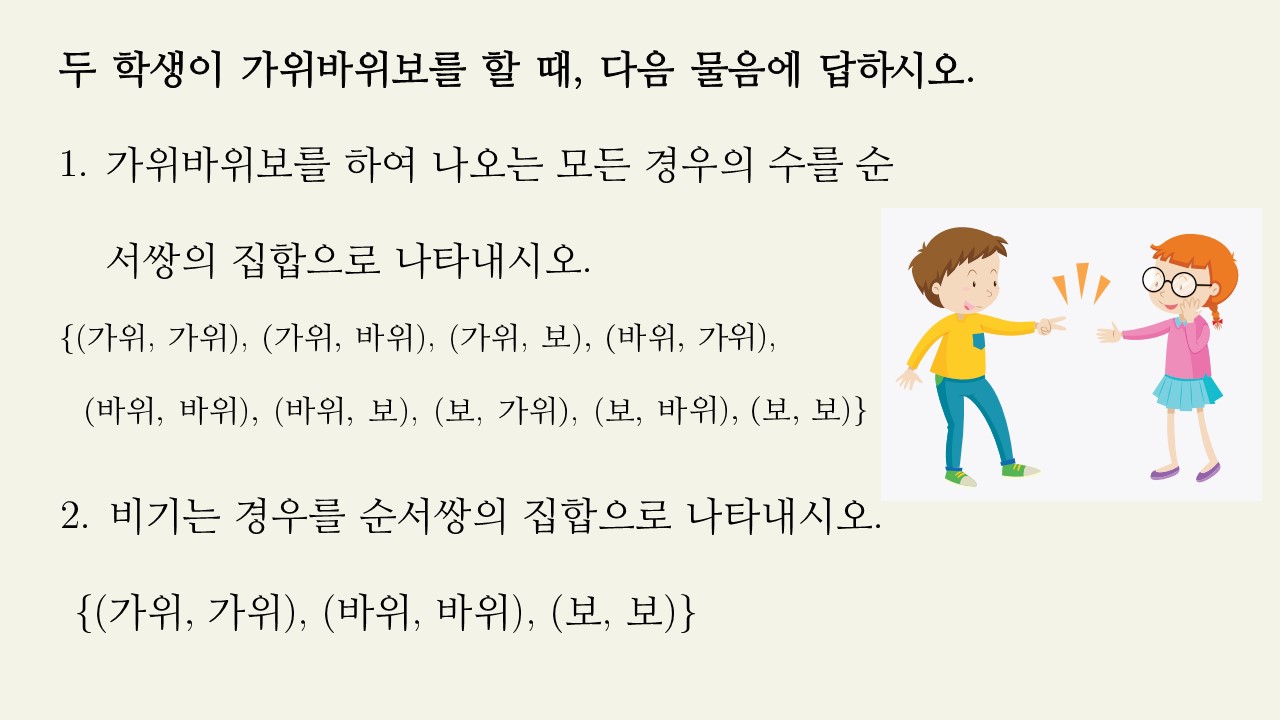 두 학생이 가위바위보를 할 때, 다음 물음에 답하시오.
1. 가위바위보를 하여 나오는 모든 경우의 수를 순
서쌍의 집합으로 나타내시오.
{(가위, 가위), (가위, 바위), (가위, 보), (바위, 가위),
(바위, 바위), (바위, 보), (보, 가위), (보, 바위), (보, 보)}
2. 비기는 경우를 순서쌍의 집합으로 나타내시오.
{(가위, 가위), (바위, 바위), (보, 보)}